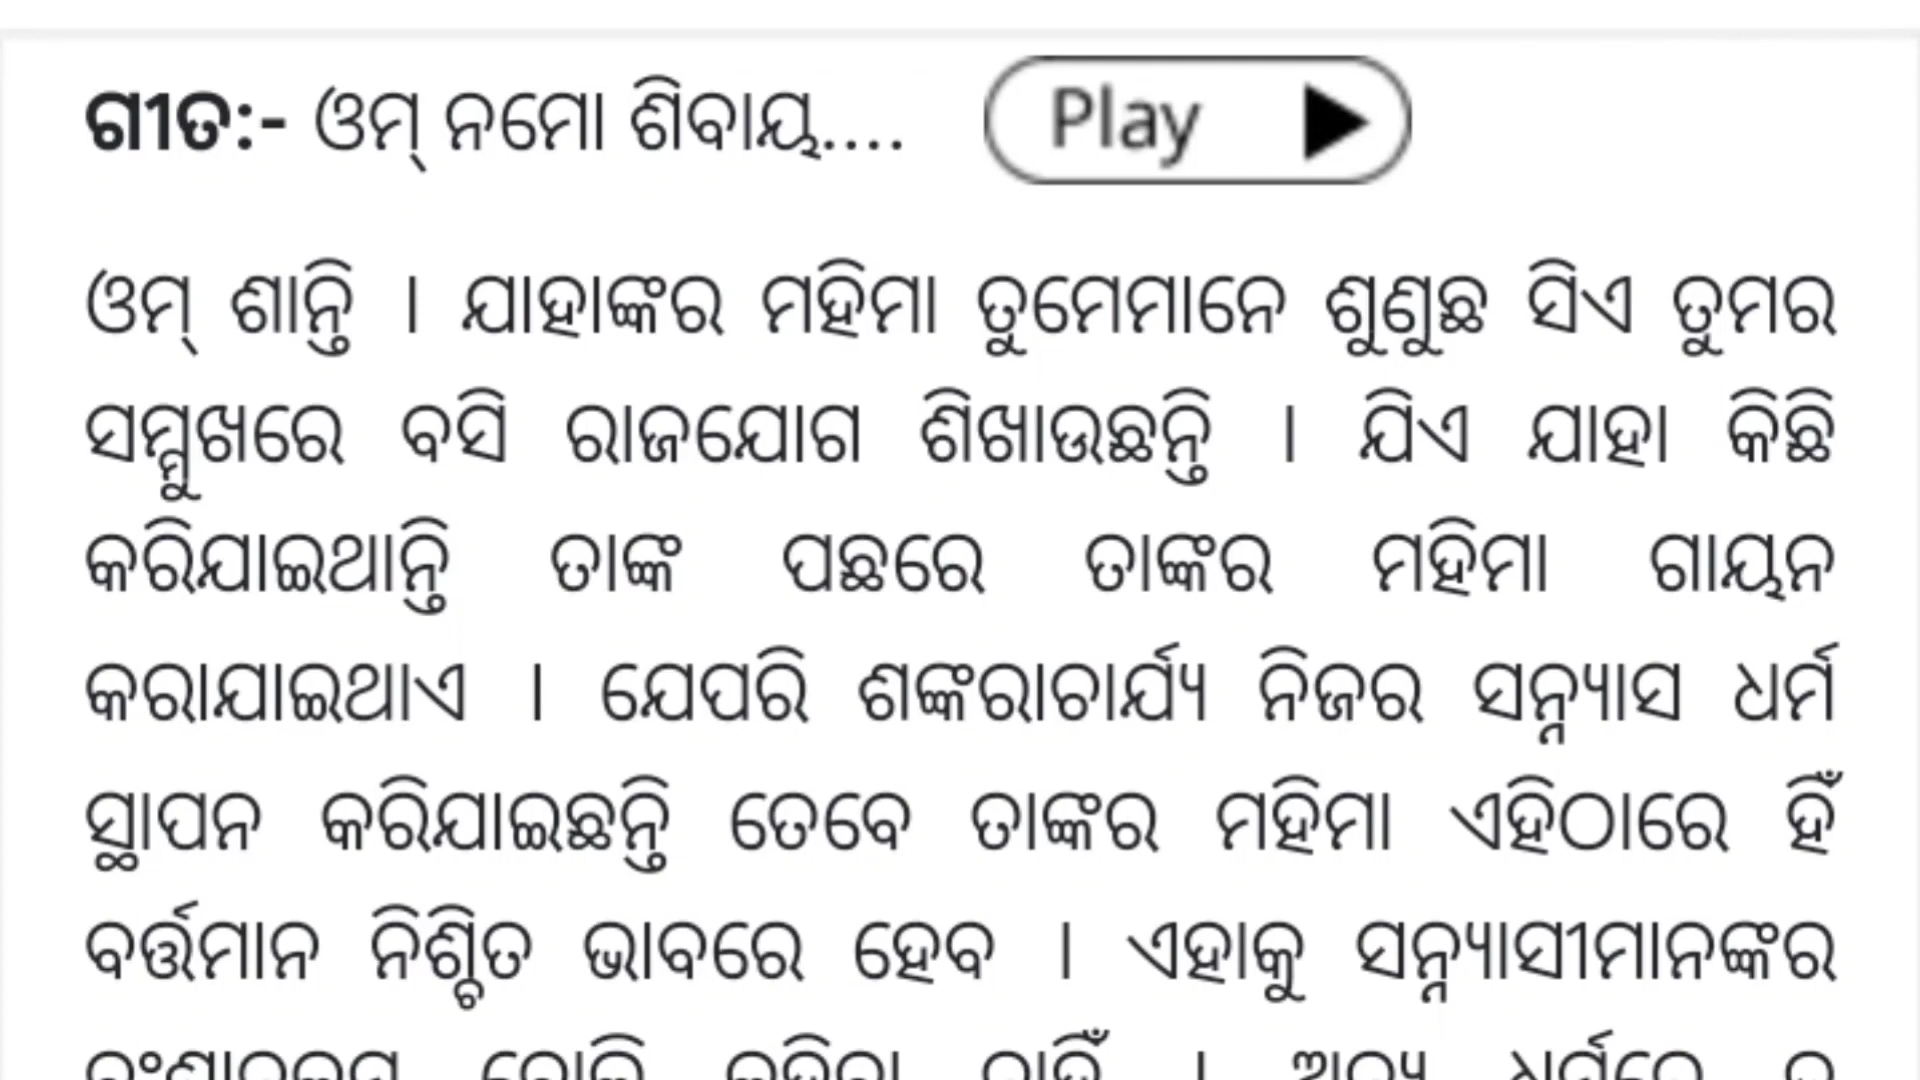 ଗୀତ:- ଓମ୍ ନମୋ ଶିବାୟ.... Play
ଓମ୍ ଶାନ୍ତି । ଯାହାଙ୍କର ମହିମା ତୁମେମାନେ ଶୁଣୁଛ ସିଏ ତୁମର
ସମ୍ମୁଖରେ ବସି ରାଜଯୋଗ ଶିଖାଉଛନ୍ତି । ଯିଏ ଯାହା କିଛି
କରିଯାଇଥାନ୍ତି ତାଙ୍କ ପଛରେ ତାଙ୍କର ମହିମା ଗାୟନ
କରାଯାଇଥାଏ । ଯେପରି ଶଙ୍କରାଚାର୍ଯ୍ୟ ନିଜର ସନ୍ନ୍ୟାସ ଧର୍ମ
ସ୍ଥାପନ କରିଯାଇଛନ୍ତି ତେବେ ତାଙ୍କର ମହିମା ଏହିଠାରେ ହିଁ
ବର୍ତ୍ତମାନ ନିଶ୍ଚିତ ଭାବରେ ହେବ । ଏହାକୁ ସନ୍ନ୍ୟାସୀମାନଙ୍କର